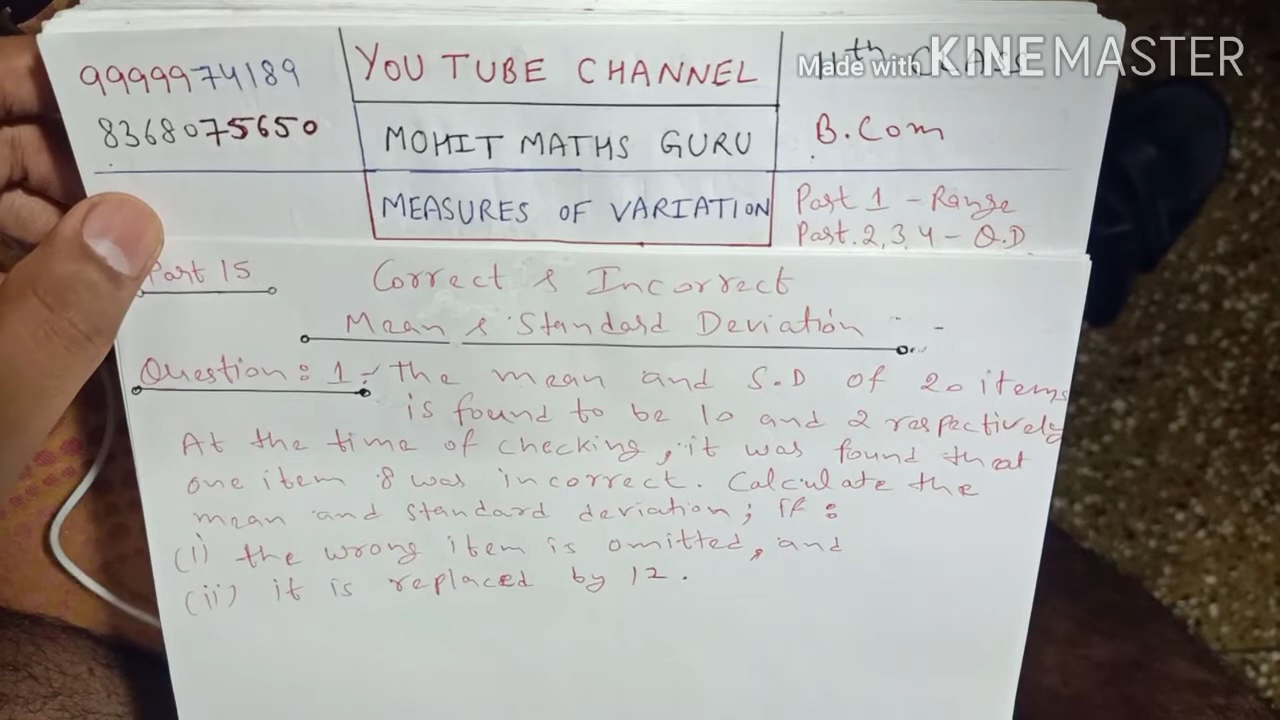 9999974189
8368075650
YOU TUBE CHANNEL
MOHIT MATHS GURU
MEASURES OF VARIATION
11th CLASS
Made with KINEMASTER
B.Com
Part 1 - Range
Part. 2, 3, 4 - Q.D
Part 15
Correct & Incorrect
Mean & Standard Deviation
Question: 1:- The mean and S.D of 20 items
is found to be 10 and 2 respectively
At the time of checking, it was found that
one item 8 was incorrect. Calculate the
mean and standard deviation; if:
(i) the wrong item is omitted, and
(ii) it is replaced by 12.